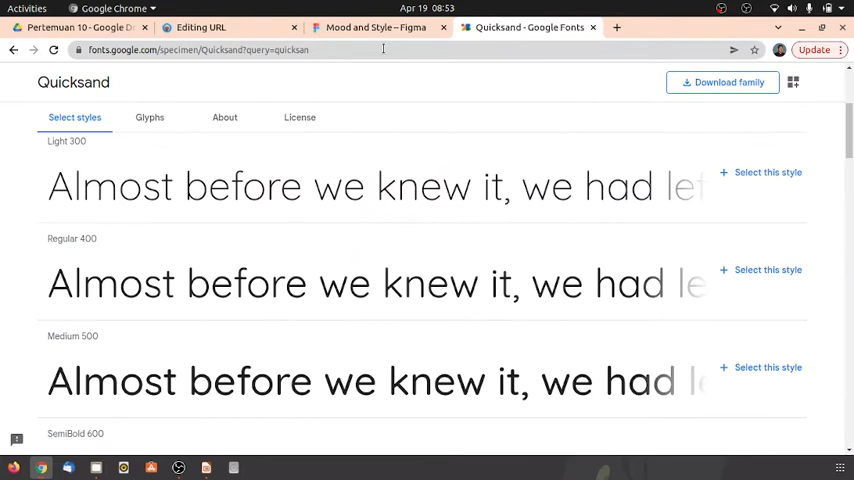 Activities
Google Chrome
Apr 19 08:53
Pertemuan 10 - Google D
Editing URL
Mood and Style – Figma
Quicksand - Google Fonts
fonts.google.com/specimen/Quicksand?query=quicksan
Update
Quicksand
Download family
Select styles
Glyphs
About
License
Light 300
Almost before we knew it, we had lef
Select this style
Regular 400
Almost before we knew it, we had le
Select this style
Medium 500
Almost before we knew it, we had le
Select this style
SemiBold 600